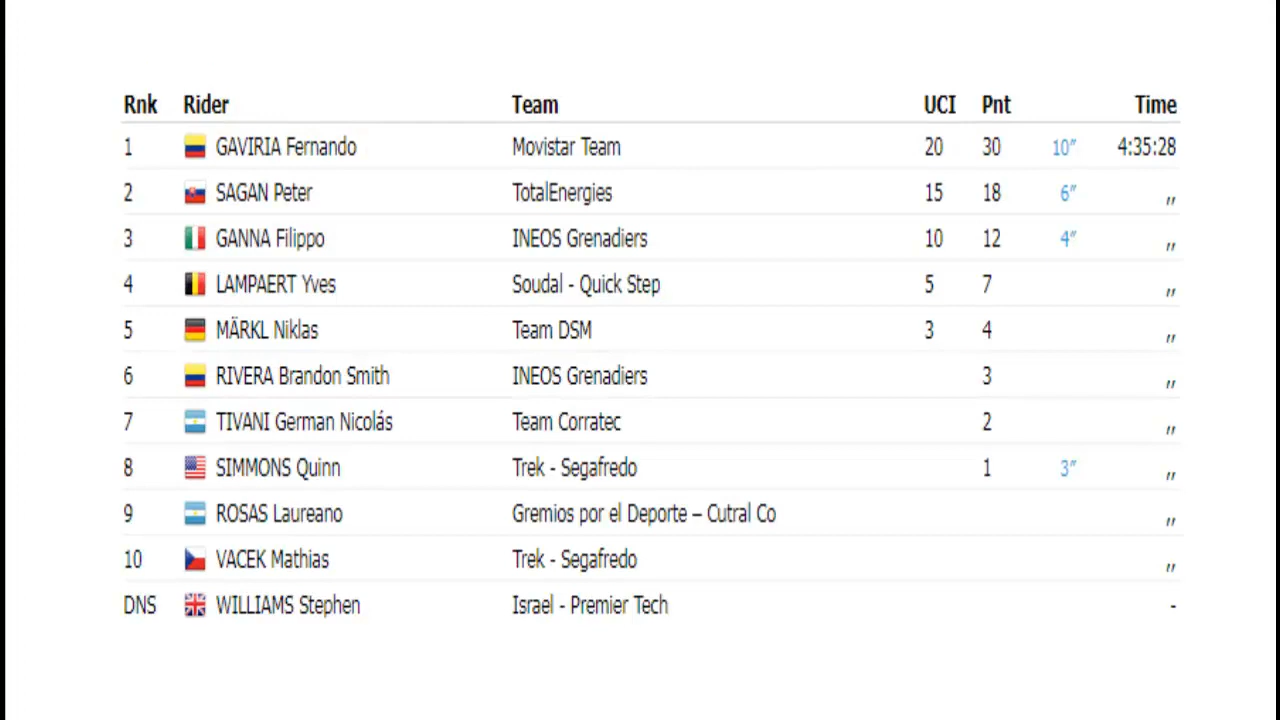 Rnk Rider Team UCI Pnt Time
1 GAVIRIA Fernando Movistar Team 20 30 10″ 4:35:28
2 SAGAN Peter TotalEnergies 15 18 6″ ,,
3 GANNA Filippo INEOS Grenadiers 10 12 4″ ,,
4 LAMPAERT Yves Soudal - Quick Step 5 7 ,,
5 MÄRKL Niklas Team DSM 3 4 ,,
6 RIVERA Brandon Smith INEOS Grenadiers 3 ,,
7 TIVANI German Nicolás Team Corratec 2 ,,
8 SIMMONS Quinn Trek - Segafredo 1 3″ ,,
9 ROSAS Laureano Gremios por el Deporte – Cutral Co ,,
10 VACEK Mathias Trek - Segafredo ,,
DNS WILLIAMS Stephen Israel - Premier Tech -